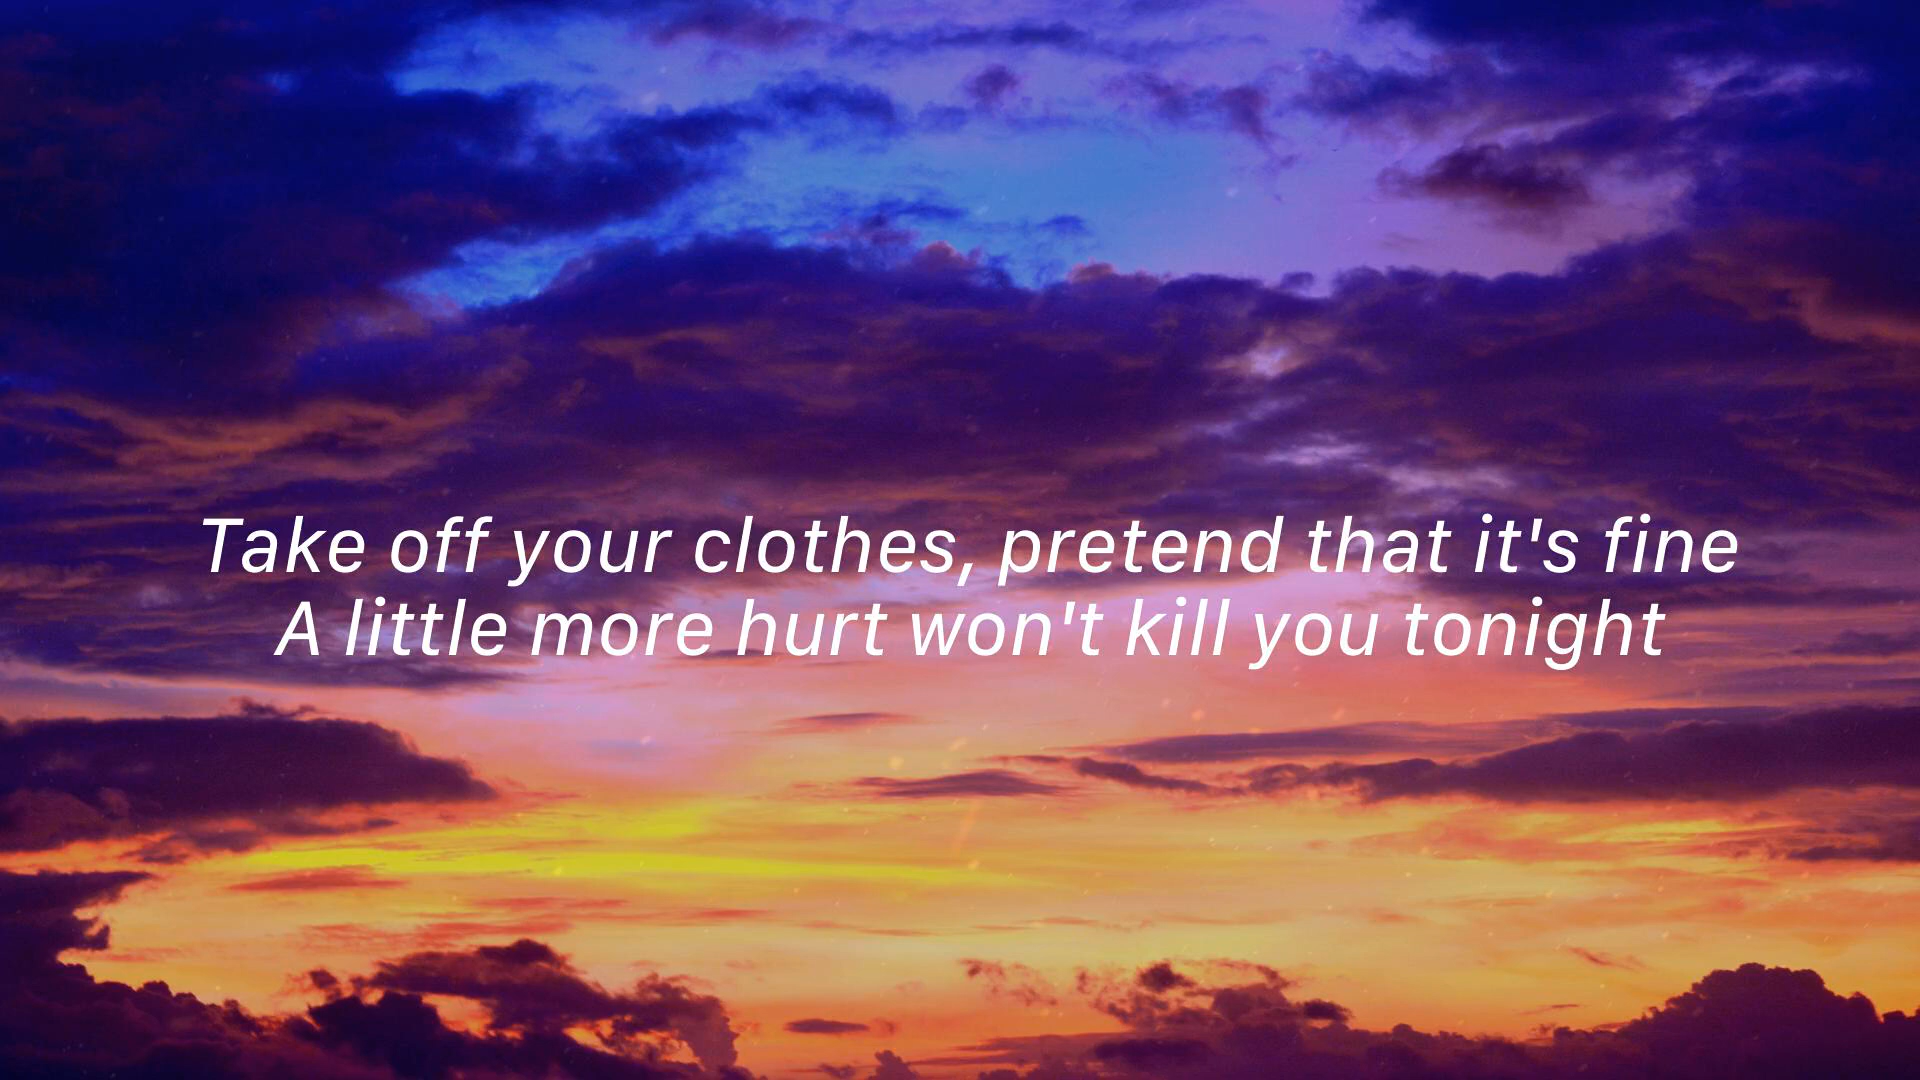 Take off your clothes, pretend that it's fine
A little more hurt won't kill you tonight